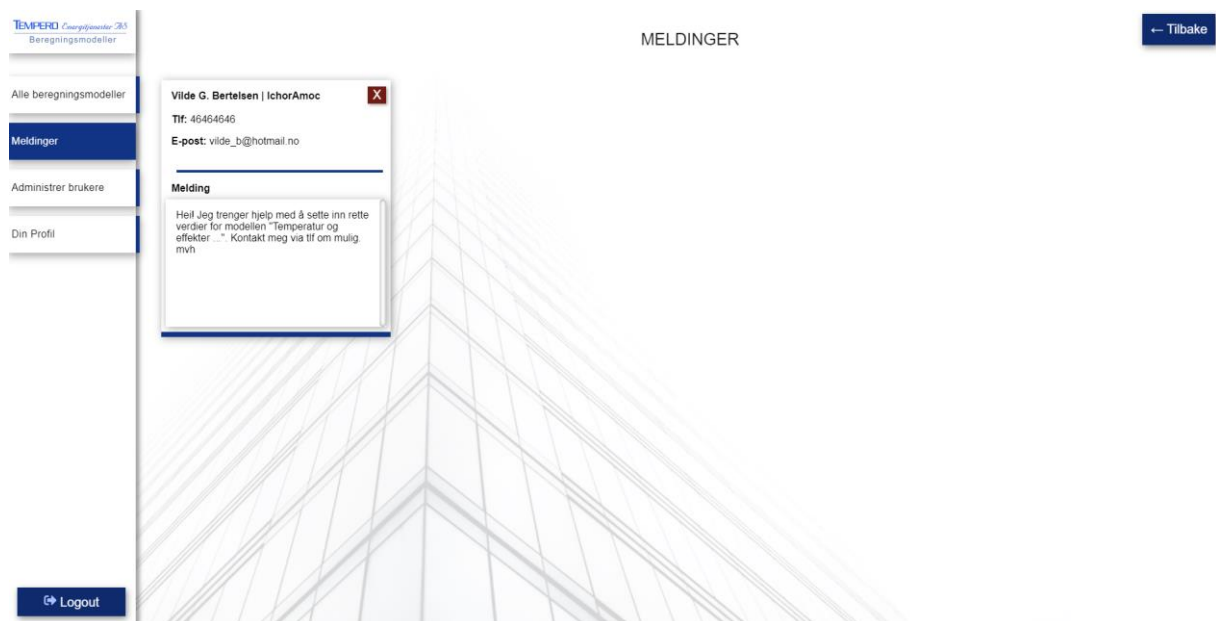 TEMPERO Energitjenester AS
Beregningsmodeller
MELDINGER
← Tilbake
Alle beregningsmodeller
Meldinger
Administrer brukere
Din Profil
Vilde G. Bertelsen | IchorAmoc
X
Tlf: 46464646
E-post: vilde_b@hotmail.no
Melding
Hei! Jeg trenger hjelp med å sette inn rette
verdier for modellen "Temperatur og
effekter ...". Kontakt meg via tlf om mulig.
mvh
Logout